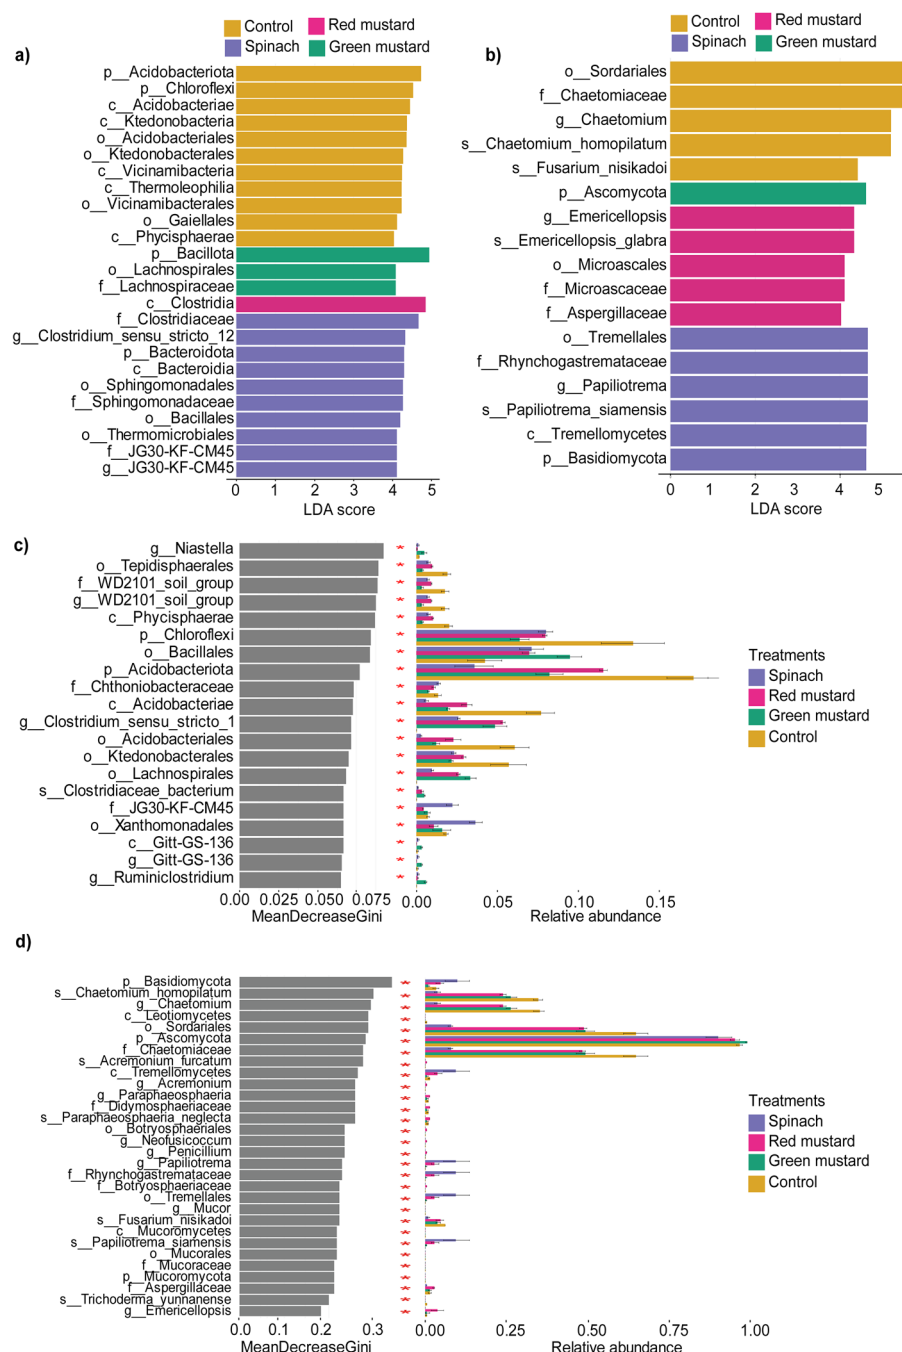 a)
Control Red mustard
Spinach Green mustard
p__Acidobacteriota
p__Chloroflexi
c__Acidobacteriae
c__Ktedonobacteria
o__Acidobacteriales
o__Ktedonobacterales
c__Vicinamibacteria
c__Thermoleophilia
o__Vicinamibacterales
o__Gaiellales
c__Phycisphaerae
p__Bacillota
o__Lachnospirales
f__Lachnospiraceae
c__Clostridia
f__Clostridiaceae
g__Clostridium_sensu_stricto_12
p__Bacteroidota
c__Bacteroidia
o__Sphingomonadales
f__Sphingomonadaceae
o__Bacillales
o__Thermomicrobiales
f__JG30-KF-CM45
g__JG30-KF-CM45
0 1 2 3 4 5
LDA score
b)
Control Red mustard
Spinach Green mustard
o__Sordariales
f__Chaetomiaceae
g__Chaetomium
s__Chaetomium_homopilatum
s__Fusarium_nisikadoi
p__Ascomycota
g__Emericellopsis
s__Emericellopsis_glabra
o__Microascales
f__Microascaceae
f__Aspergillaceae
o__Tremellales
f__Rhynchogastremataceae
g__Papiliotrema
s__Papiliotrema_siamensis
c__Tremellomycetes
p__Basidiomycota
0 1 2 3 4 5
LDA score
c)
g__Niastella
o__Tepidisphaerales
f__WD2101_soil_group
g__WD2101_soil_group
c__Phycisphaerae
p__Chloroflexi
o__Bacillales
p__Acidobacteriota
f__Chthoniobacteraceae
c__Acidobacteriae
g__Clostridium_sensu_stricto_1
o__Acidobacteriales
o__Ktedonobacterales
o__Lachnospirales
s__Clostridiaceae_bacterium
f__JG30-KF-CM45
o__Xanthomonadales
c__Gitt-GS-136
g__Gitt-GS-136
g__Ruminiclostridium
0.00 0.025 0.050 0.075
MeanDecreaseGini
0.00 0.05 0.10 0.15
Relative abundance
Treatments
Spinach
Red mustard
Green mustard
Control
d)
p__Basidiomycota
s__Chaetomium_homopilatum
g__Chaetomium
c__Leotiomycetes
o__Sordariales
p__Ascomycota
f__Chaetomiaceae
s__Acremonium_furcatum
c__Tremellomycetes
g__Acremonium
g__Paraphaeosphaeria
f__Didymosphaeriaceae
s__Paraphaeosphaeria_neglecta
o__Botryosphaeriales
g__Neofusicoccum
g__Penicillium
g__Papiliotrema
f__Rhynchogastremataceae
f__Botryosphaeriaceae
o__Tremellales
g__Mucor
s__Fusarium_nisikadoi
c__Mucoromycetes
s__Papiliotrema_siamensis
o__Mucorales
f__Mucoraceae
p__Mucoromycota
f__Aspergillaceae
s__Trichoderma_yunnanense
g__Emericellopsis
0.0 0.1 0.2 0.3
MeanDecreaseGini
0.00 0.25 0.50 0.75 1.00
Relative abundance
Treatments
Spinach
Red mustard
Green mustard
Control